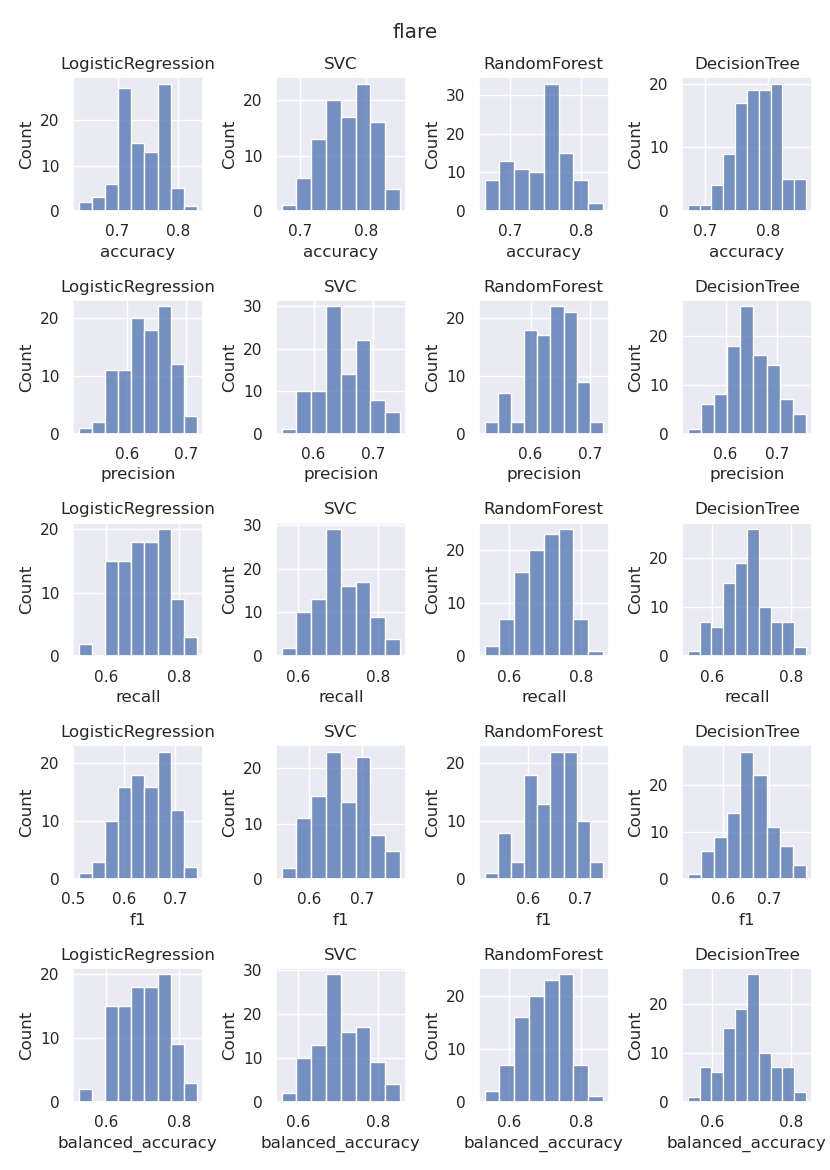 flare
LogisticRegression SVC RandomForest DecisionTree
Count 0 10 20 0.7 0.8 accuracy
Count 0 10 20 0.7 0.8 accuracy
Count 0 10 20 30 0.7 0.8 accuracy
Count 0 10 20 0.7 0.8 accuracy
LogisticRegression SVC RandomForest DecisionTree
Count 0 10 20 0.6 0.7 precision
Count 0 10 20 30 0.6 0.7 precision
Count 0 10 20 0.6 0.7 precision
Count 0 10 20 0.6 0.7 precision
LogisticRegression SVC RandomForest DecisionTree
Count 0 10 20 0.6 0.8 recall
Count 0 10 20 30 0.6 0.8 recall
Count 0 10 20 0.6 0.8 recall
Count 0 10 20 0.6 0.8 recall
LogisticRegression SVC RandomForest DecisionTree
Count 0 10 20 0.5 0.6 0.7 f1
Count 0 10 20 0.6 0.7 f1
Count 0 10 20 0.6 0.7 f1
Count 0 10 20 0.6 0.7 f1
LogisticRegression SVC RandomForest DecisionTree
Count 0 10 20 0.6 0.8 balanced_accuracy
Count 0 10 20 30 0.6 0.8 balanced_accuracy
Count 0 10 20 0.6 0.8 balanced_accuracy
Count 0 10 20 0.6 0.8 balanced_accuracy